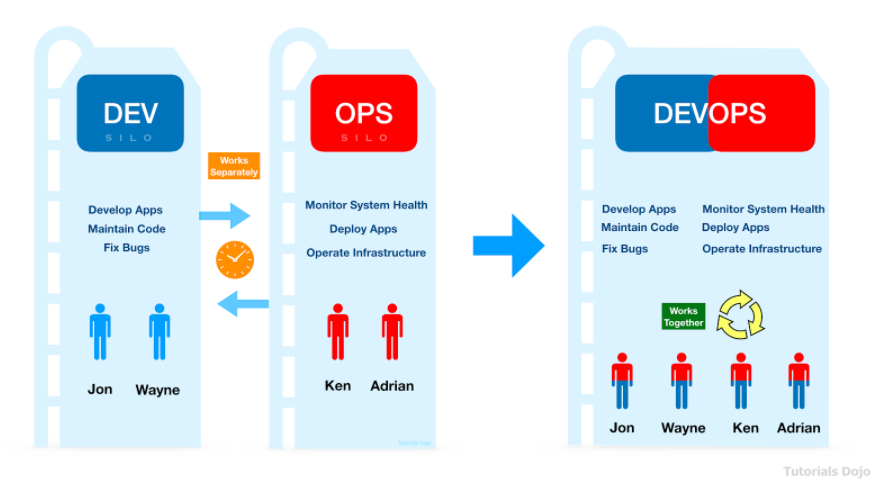 DEV
SILO
Develop Apps
Maintain Code
Fix Bugs
Jon
Wayne
Works
Separately
OPS
SILO
Monitor System Health
Deploy Apps
Operate Infrastructure
Ken
Adrian
Tutorials Dojo
DEVOPS
Develop Apps
Maintain Code
Fix Bugs
Monitor System Health
Deploy Apps
Operate Infrastructure
Works
Together
Jon
Wayne
Ken
Adrian
Tutorials Dojo